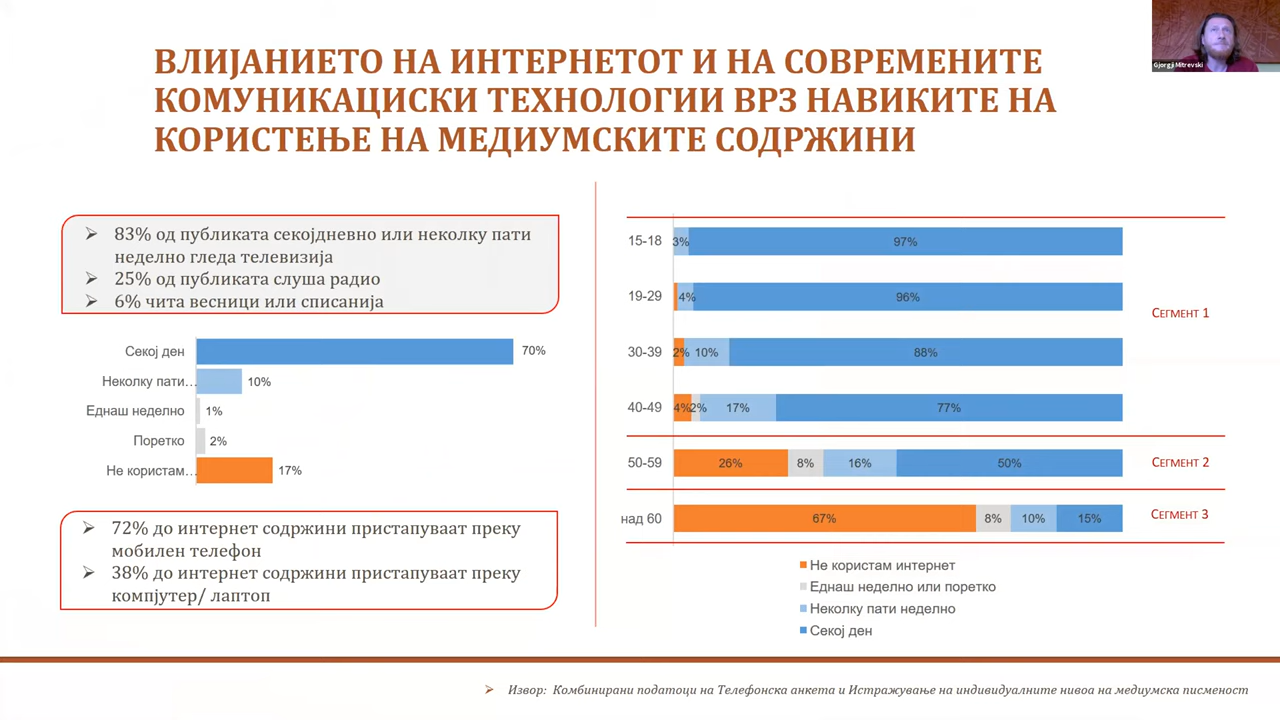 ВЛИЈАНИЕТО НА ИНТЕРНЕТОТ И НА СОВРЕМЕНИТЕ
КОМУНИКАЦИСКИ ТЕХНОЛОГИИ ВРЗ НАВИКИТЕ НА
КОРИСТЕЊЕ НА МЕДИУМСКИТЕ СОДРЖИНИ
Gjorgji Mitrevski
83% од публиката секојдневно или неколку пати
неделно гледа телевизија
25% од публиката слуша радио
6% чита весници или списанија
Секој ден 70%
Неколку пати… 10%
Еднаш неделно 1%
Поретко 2%
Не користам… 17%
72% до интернет содржини пристапуваат преку
мобилен телефон
38% до интернет содржини пристапуваат преку
компјутер/ лаптоп
15-18 3% 97%
19-29 4% 96%
30-39 2% 10% 88%
40-49 4% 2% 17% 77%
Сегмент 1
50-59 26% 8% 16% 50% Сегмент 2
над 60 67% 8% 10% 15% Сегмент 3
Не користам интернет
Еднаш неделно или поретко
Неколку пати неделно
Секој ден
Извор: Комбинирани податоци на Телефонска анкета и Истражување на индивидуалните нивоа на медиумска писменост